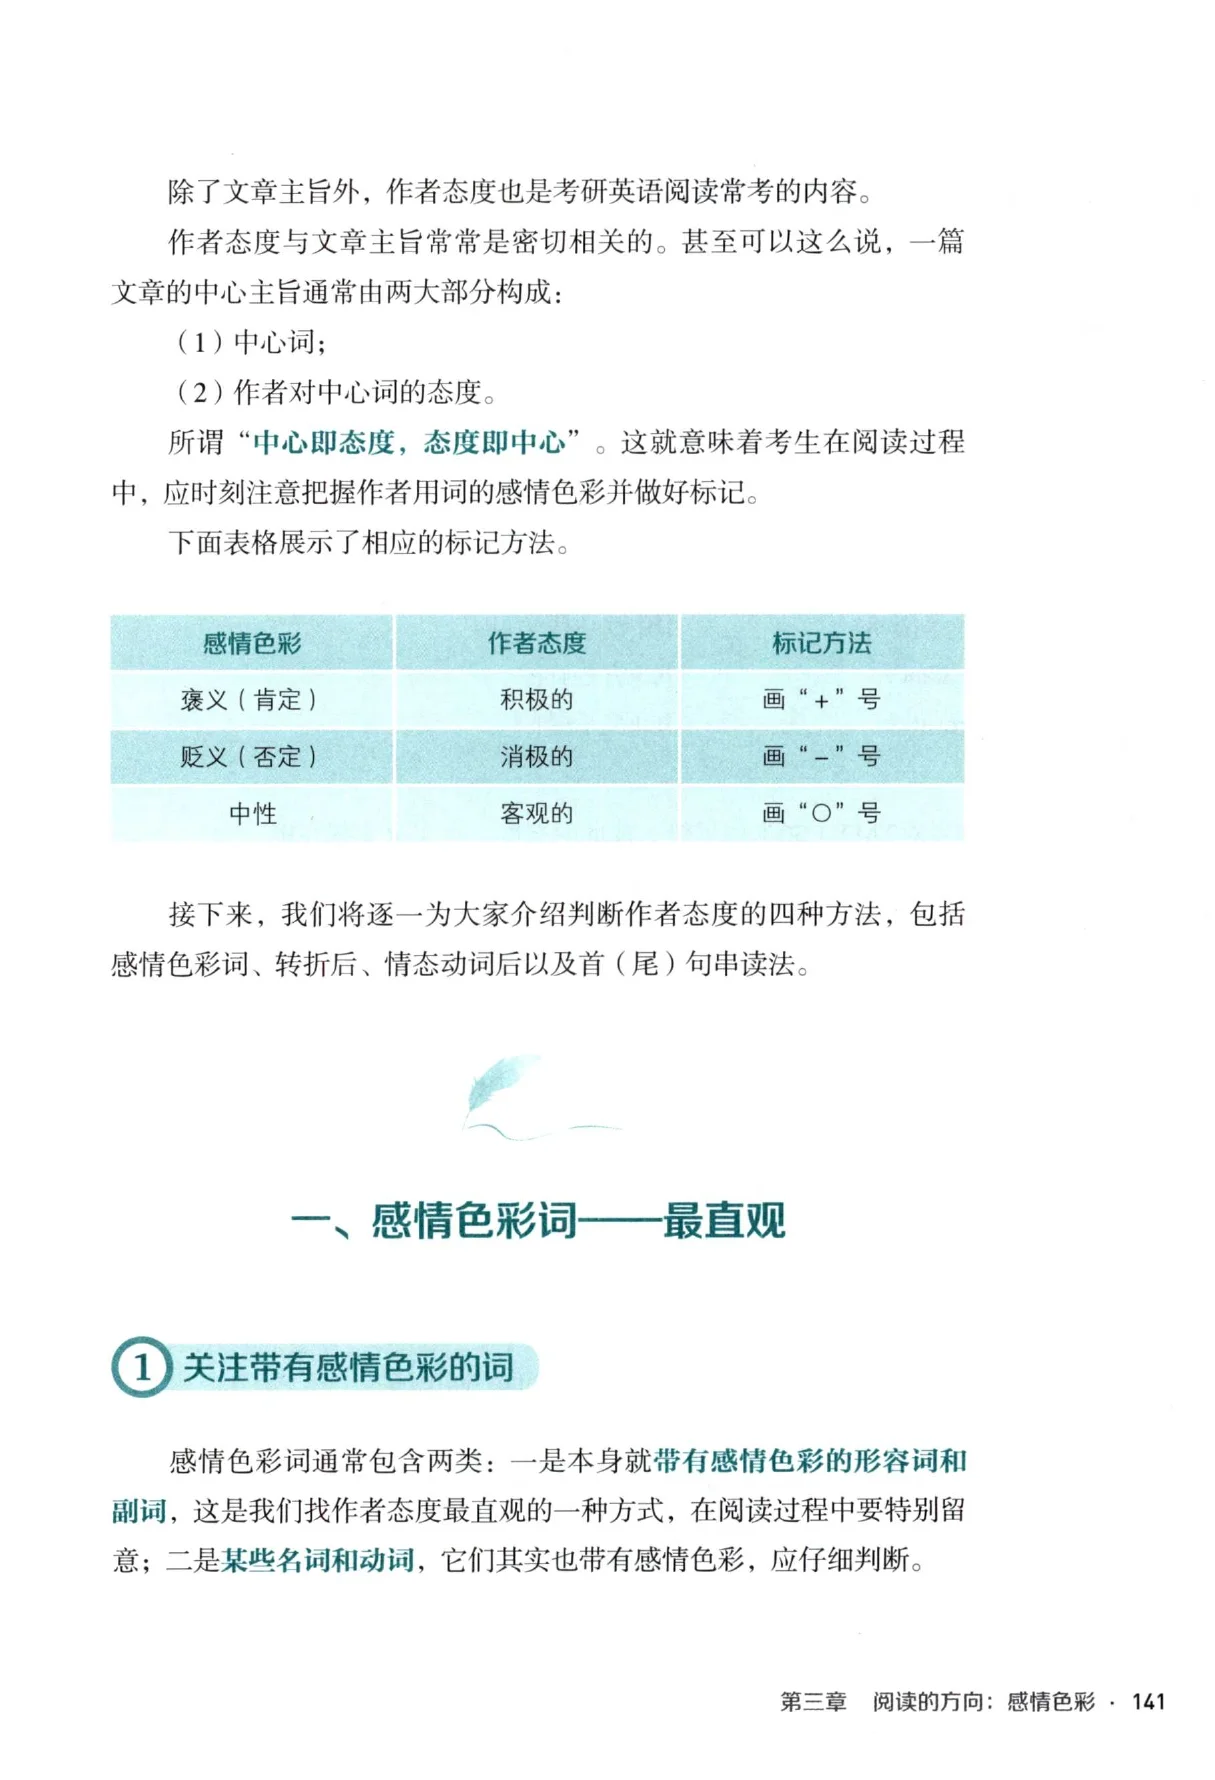 除了文章主旨外，作者态度也是考研英语阅读常考的内容。
作者态度与文章主旨常常是密切相关的。甚至可以这么说，一篇
文章的中心主旨通常由两大部分构成：
（1）中心词；
（2）作者对中心词的态度。
所谓“中心即态度，态度即中心”。这就意味着考生在阅读过程
中，应时刻注意把握作者用词的感情色彩并做好标记。
下面表格展示了相应的标记方法。
感情色彩 作者态度 标记方法
褒义（肯定） 积极的 画“+”号
贬义（否定） 消极的 画“–”号
中性 客观的 画“○”号
接下来，我们将逐一为大家介绍判断作者态度的四种方法，包括
感情色彩词、转折后、情态动词后以及首（尾）句串读法。
一、感情色彩词——最直观
1 关注带有感情色彩的词
感情色彩词通常包含两类：一是本身就带有感情色彩的形容词和
副词，这是我们找作者态度最直观的一种方式，在阅读过程中要特别留
意；二是某些名词和动词，它们其实也带有感情色彩，应仔细判断。
第三章 阅读的方向：感情色彩 · 141